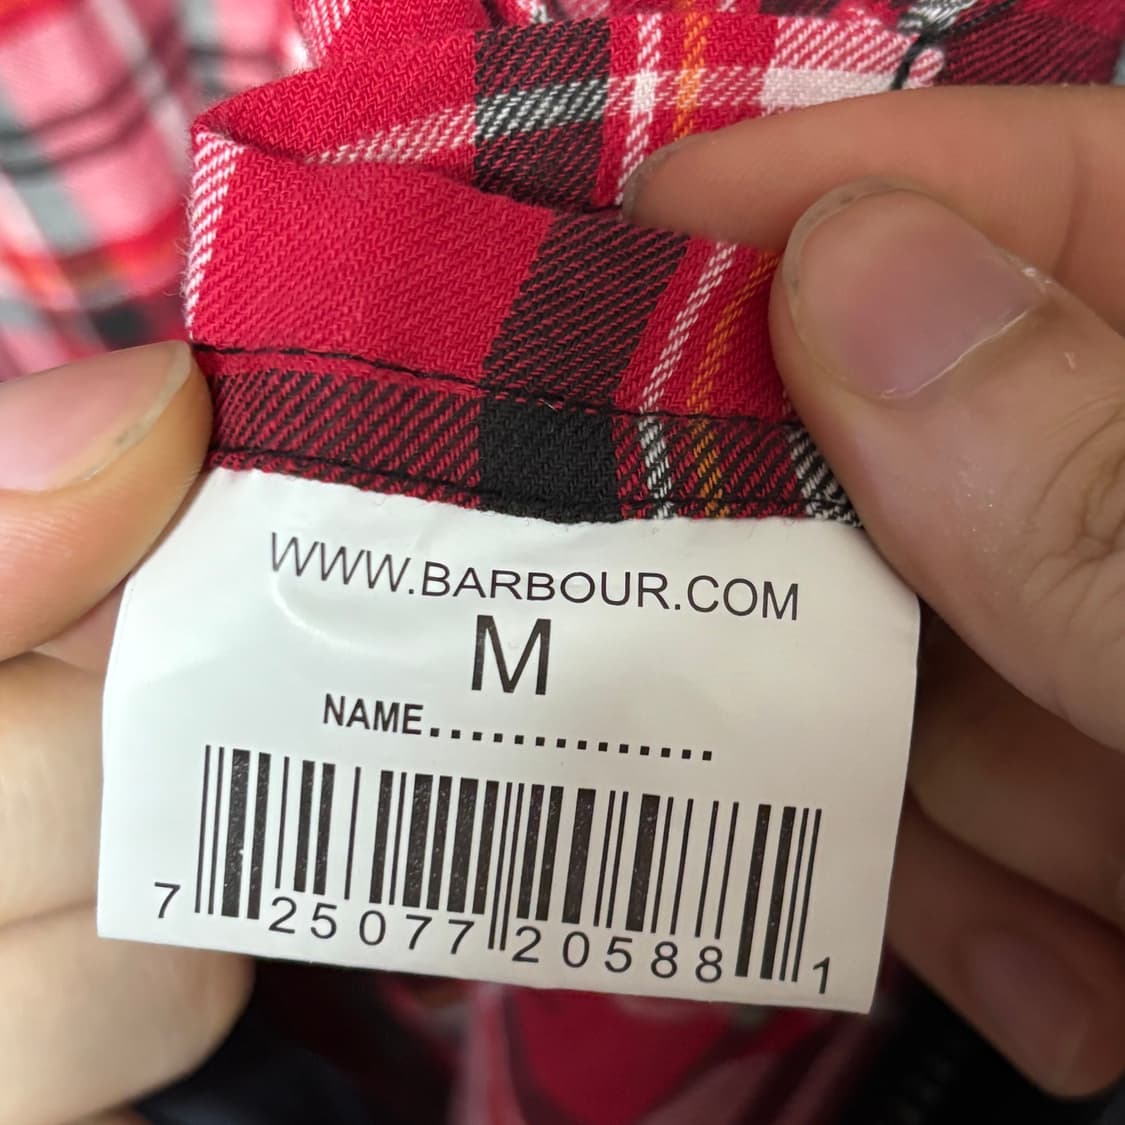 WWW.BARBOUR.COM
M
NAME...............
7 25077 20588 1